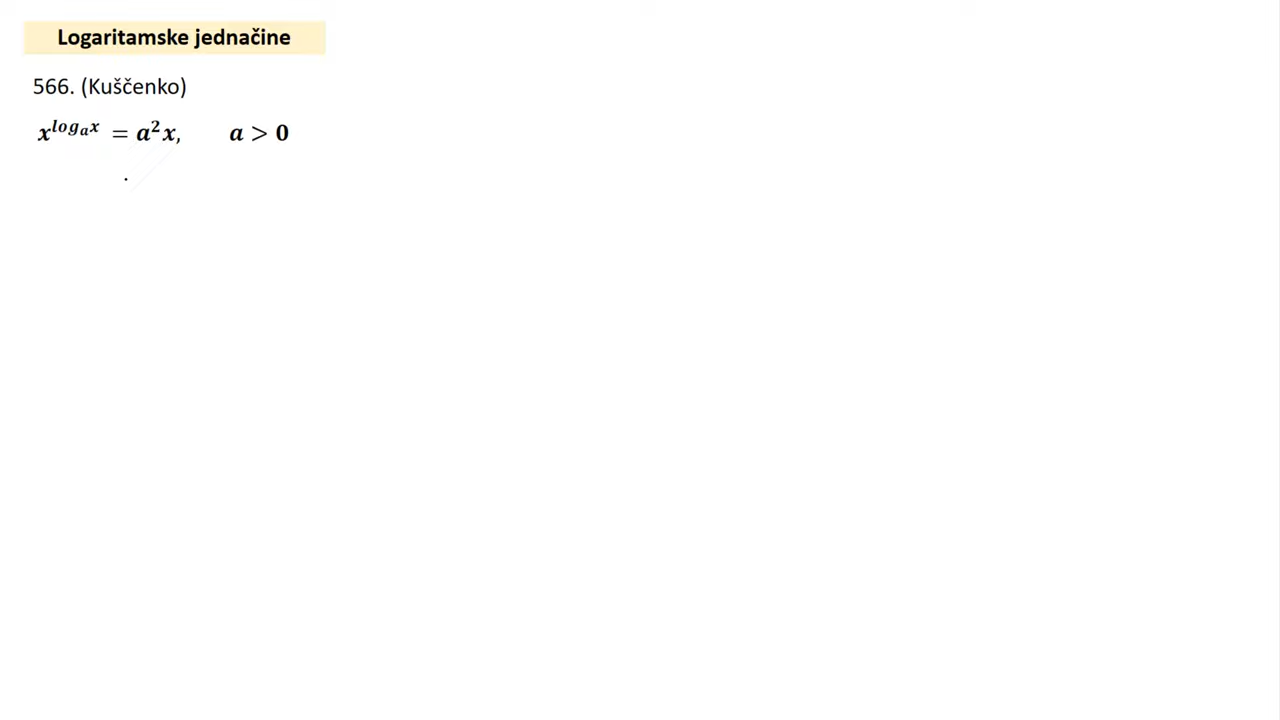 Logaritamske jednačine
566. (Kuščenko)
x^{log_a x} = a²x, a > 0
.